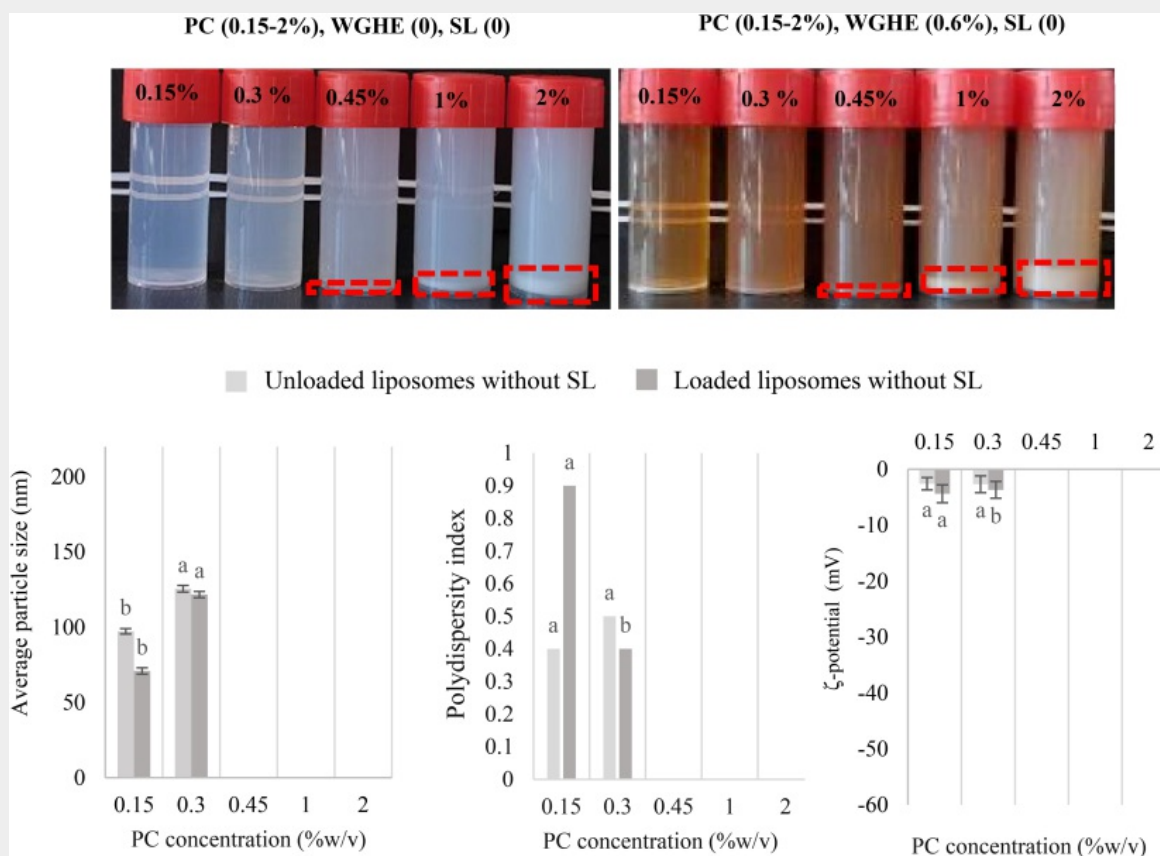 PC (0.15-2%), WGHE (0), SL (0)
PC (0.15-2%), WGHE (0.6%), SL (0)
0.15% 0.3 % 0.45% 1% 2%
0.15% 0.3 % 0.45% 1% 2%
Unloaded liposomes without SL
Loaded liposomes without SL
Average particle size (nm)
200
150
100
50
0
b b a a
0.15 0.3 0.45 1 2
PC concentration (%w/v)
Polydispersity index
1
0.9
0.8
0.7
0.6
0.5
0.4
0.3
0.2
0.1
0
a a a b
0.15 0.3 0.45 1 2
PC concentration (%w/v)
ζ-potential (mV)
0.15 0.3 0.45 1 2
0
-10
-20
-30
-40
-50
-60
a a a b
PC concentration (%w/v)